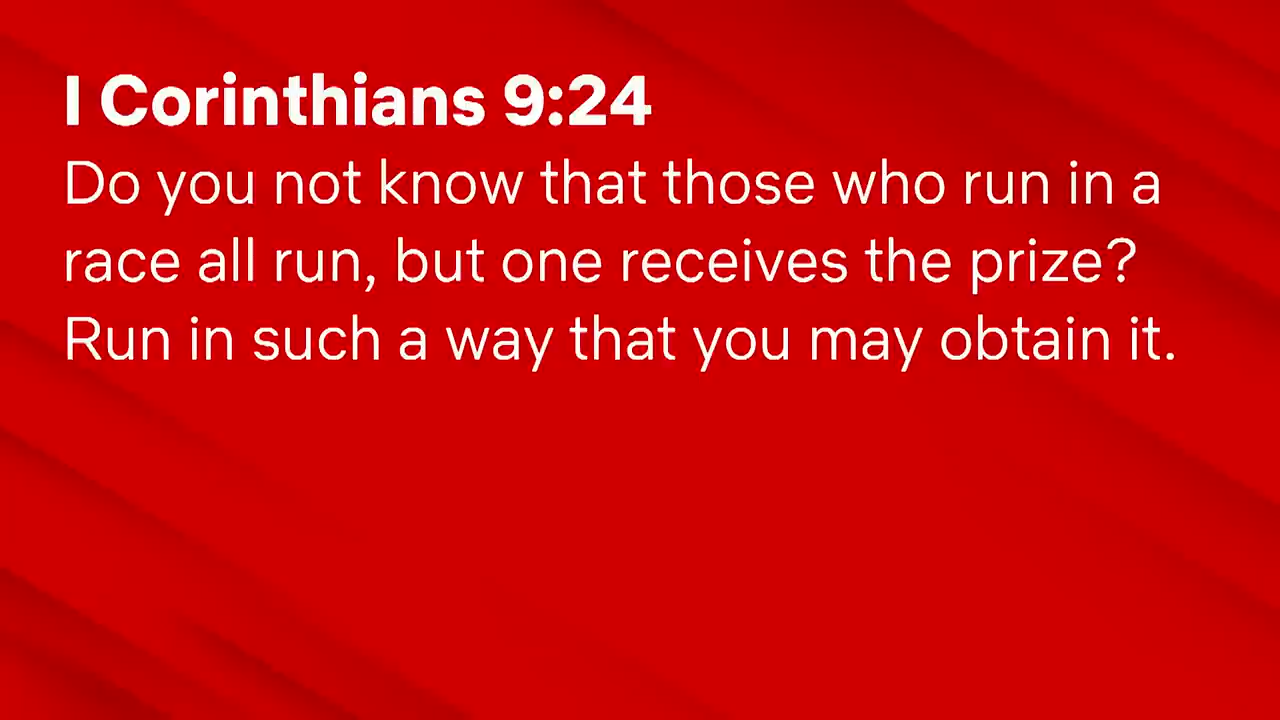 I Corinthians 9:24
Do you not know that those who run in a
race all run, but one receives the prize?
Run in such a way that you may obtain it.